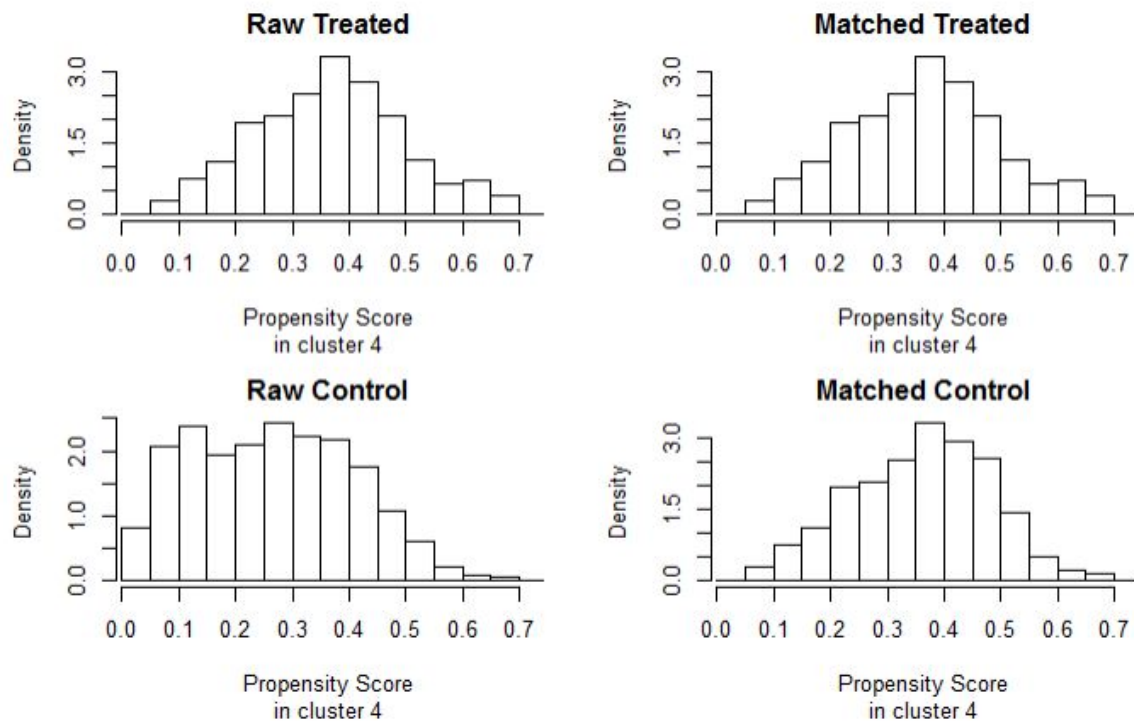 Raw Treated
Density
0.0 1.5 3.0
0.0 0.1 0.2 0.3 0.4 0.5 0.6 0.7
Propensity Score
in cluster 4
Matched Treated
Density
0.0 1.5 3.0
0.0 0.1 0.2 0.3 0.4 0.5 0.6 0.7
Propensity Score
in cluster 4
Raw Control
Density
0.0 1.0 2.0
0.0 0.1 0.2 0.3 0.4 0.5 0.6 0.7
Propensity Score
in cluster 4
Matched Control
Density
0.0 1.5 3.0
0.0 0.1 0.2 0.3 0.4 0.5 0.6 0.7
Propensity Score
in cluster 4